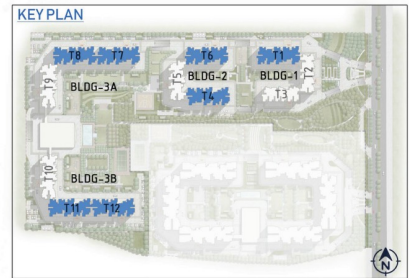 KEY PLAN
T8 T7 T6 T1
T9 BLDG-3A T5 BLDG-2 BLDG-1 T2
T4 T3
T10 BLDG-3B
T11 T12
N